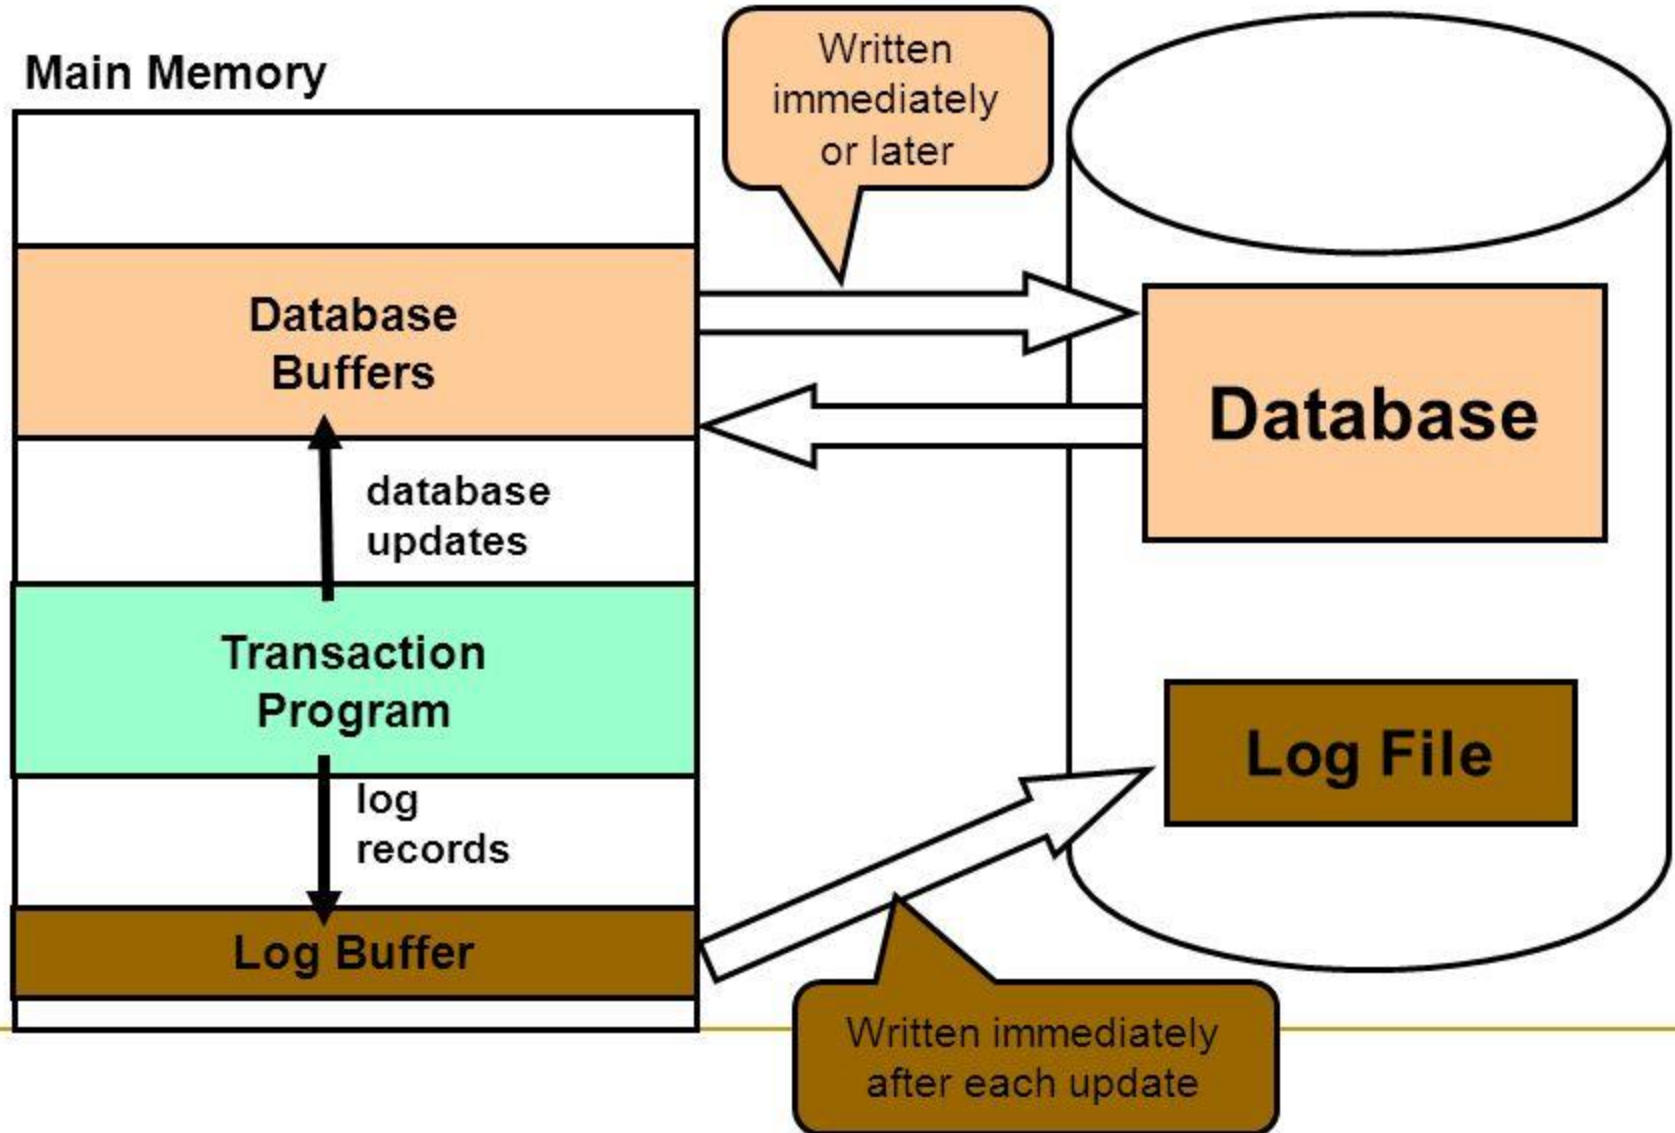 Main Memory
Written
immediately
or later
Database
Buffers
Database
database
updates
Transaction
Program
Log File
log
records
Log Buffer
Written immediately
after each update